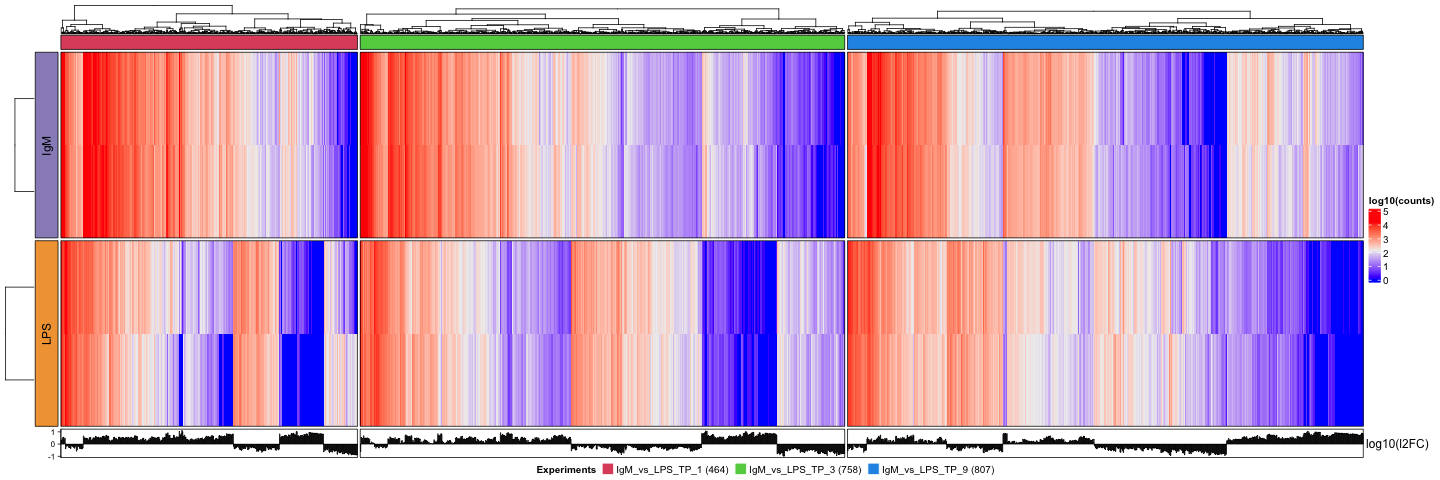 IgM
LPS
1
0
-1
log10(l2FC)
log10(counts)
5
4
3
2
1
0
Experiments IgM_vs_LPS_TP_1 (464) IgM_vs_LPS_TP_3 (758) IgM_vs_LPS_TP_9 (807)